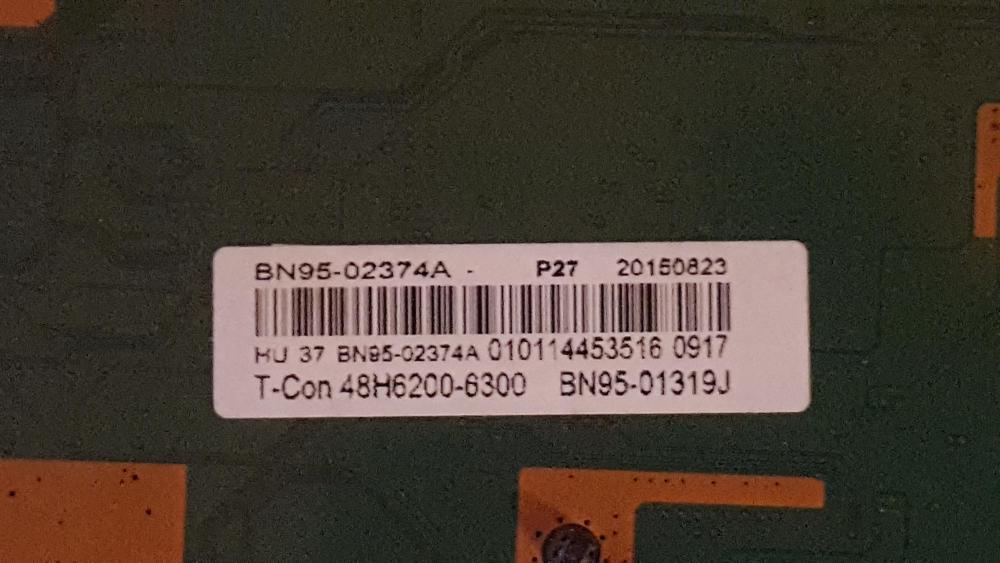 BN95-02374A - P27 20150823
HU 37 BN95-02374A 010114453516 0917
T-Con 48H6200-6300 BN95-01319J